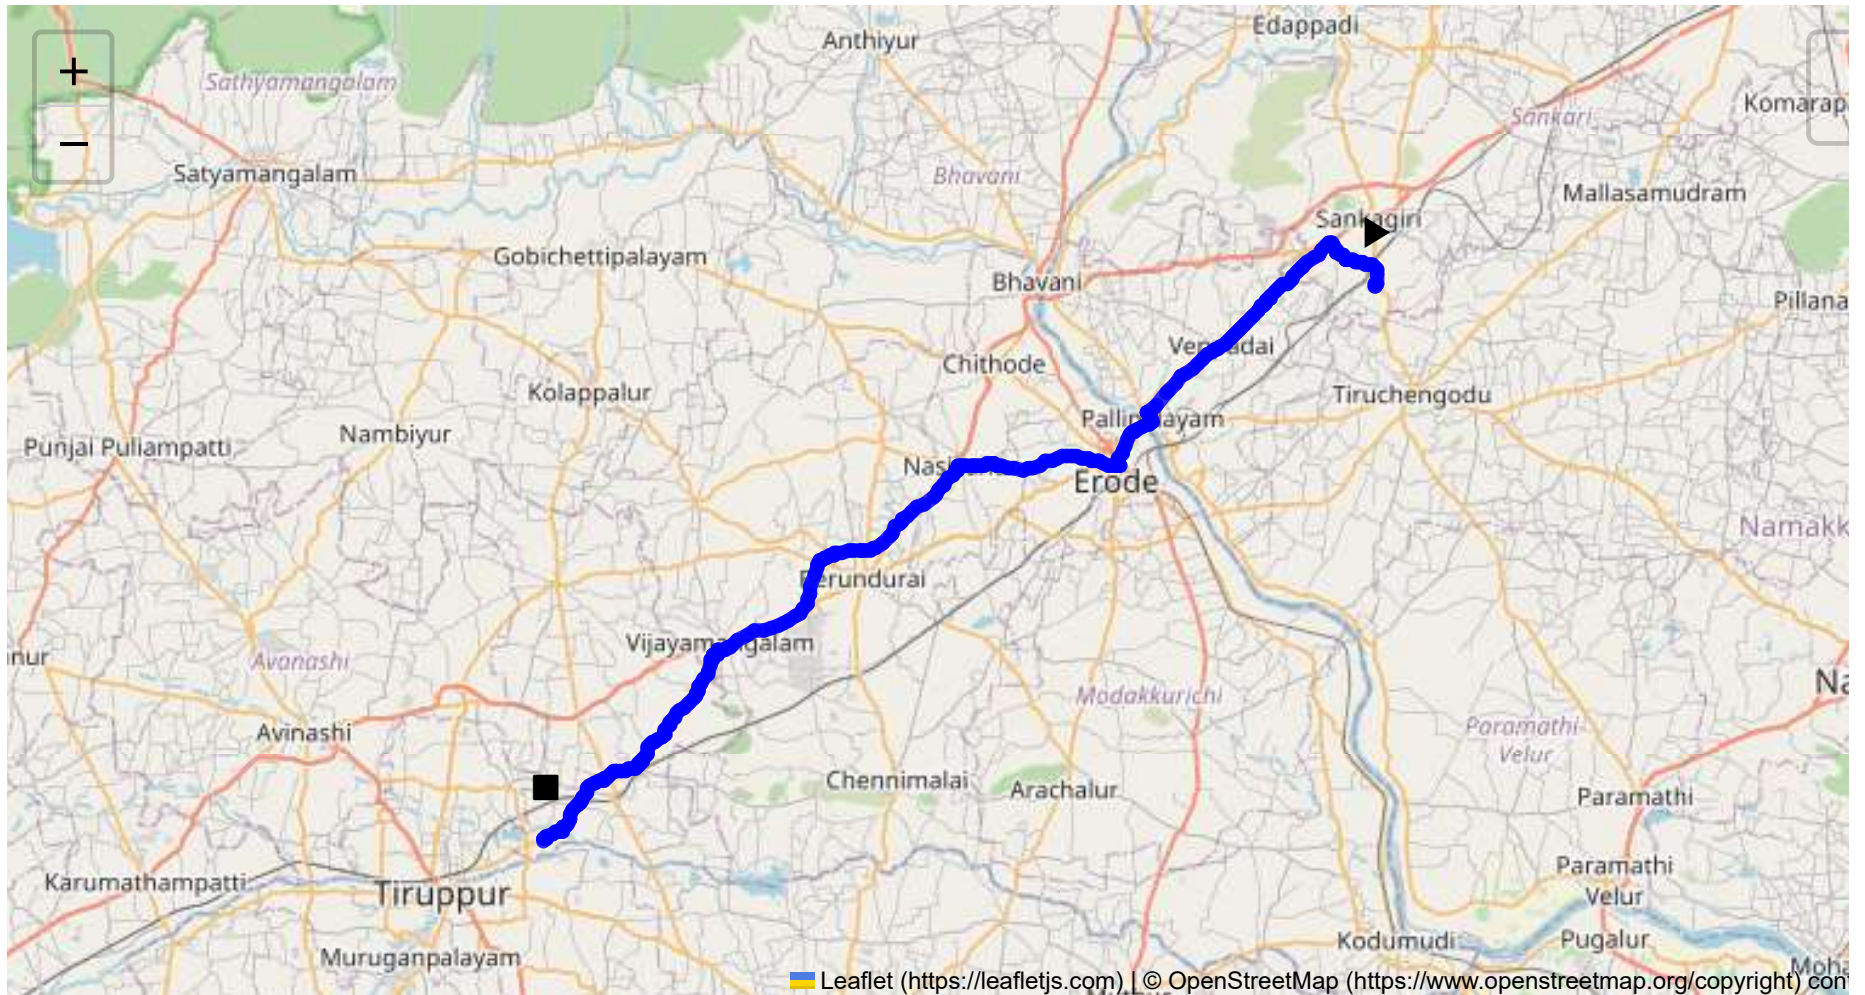 Edappadi
Anthiyur
+
Sathyamangalam
Komarap
Sankari
−
Satyamangalam
Bhavani
Mallasamudram
Sankagiri
Gobichettipalayam
Bhavani
Pillana
Chithode
Kolappalur
Tiruchengodu
Nambiyur
Punjai Puliampatti
Erode
Namakk
Perundurai
nur
Avanashi
Na
Modakkurichi
Avinashi
Paramathi-
Velur
Chennimalai
Arachalur
Paramathi
Karumathampatti
Tiruppur
Paramathi
Velur
Kodumudi
Pugalur
Muruganpalayam
Moha
Leaflet (https://leafletjs.com) | © OpenStreetMap (https://www.openstreetmap.org/copyright) con